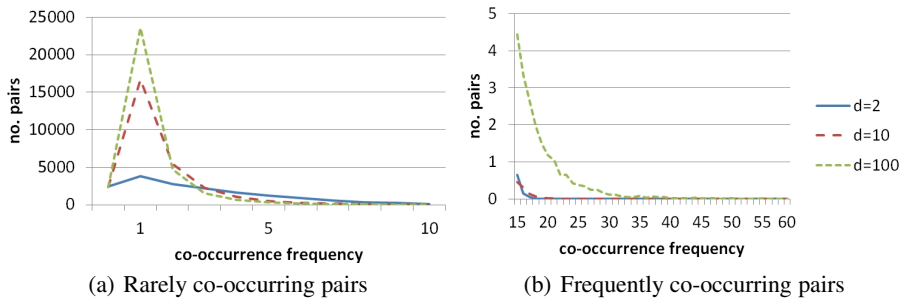 25000
20000
15000
10000
5000
0
no. pairs
1
5
10
co-occurrence frequency
(a) Rarely co-occurring pairs
5
4
3
2
1
0
no. pairs
15 20 25 30 35 40 45 50 55 60
co-occurrence frequency
(b) Frequently co-occurring pairs
d=2
d=10
d=100